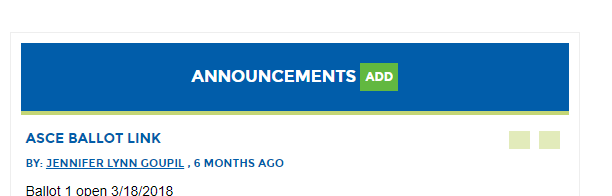 ANNOUNCEMENTS ADD
ASCE BALLOT LINK
BY: JENNIFER LYNN GOUPIL , 6 MONTHS AGO
Ballot 1 open 3/18/2018